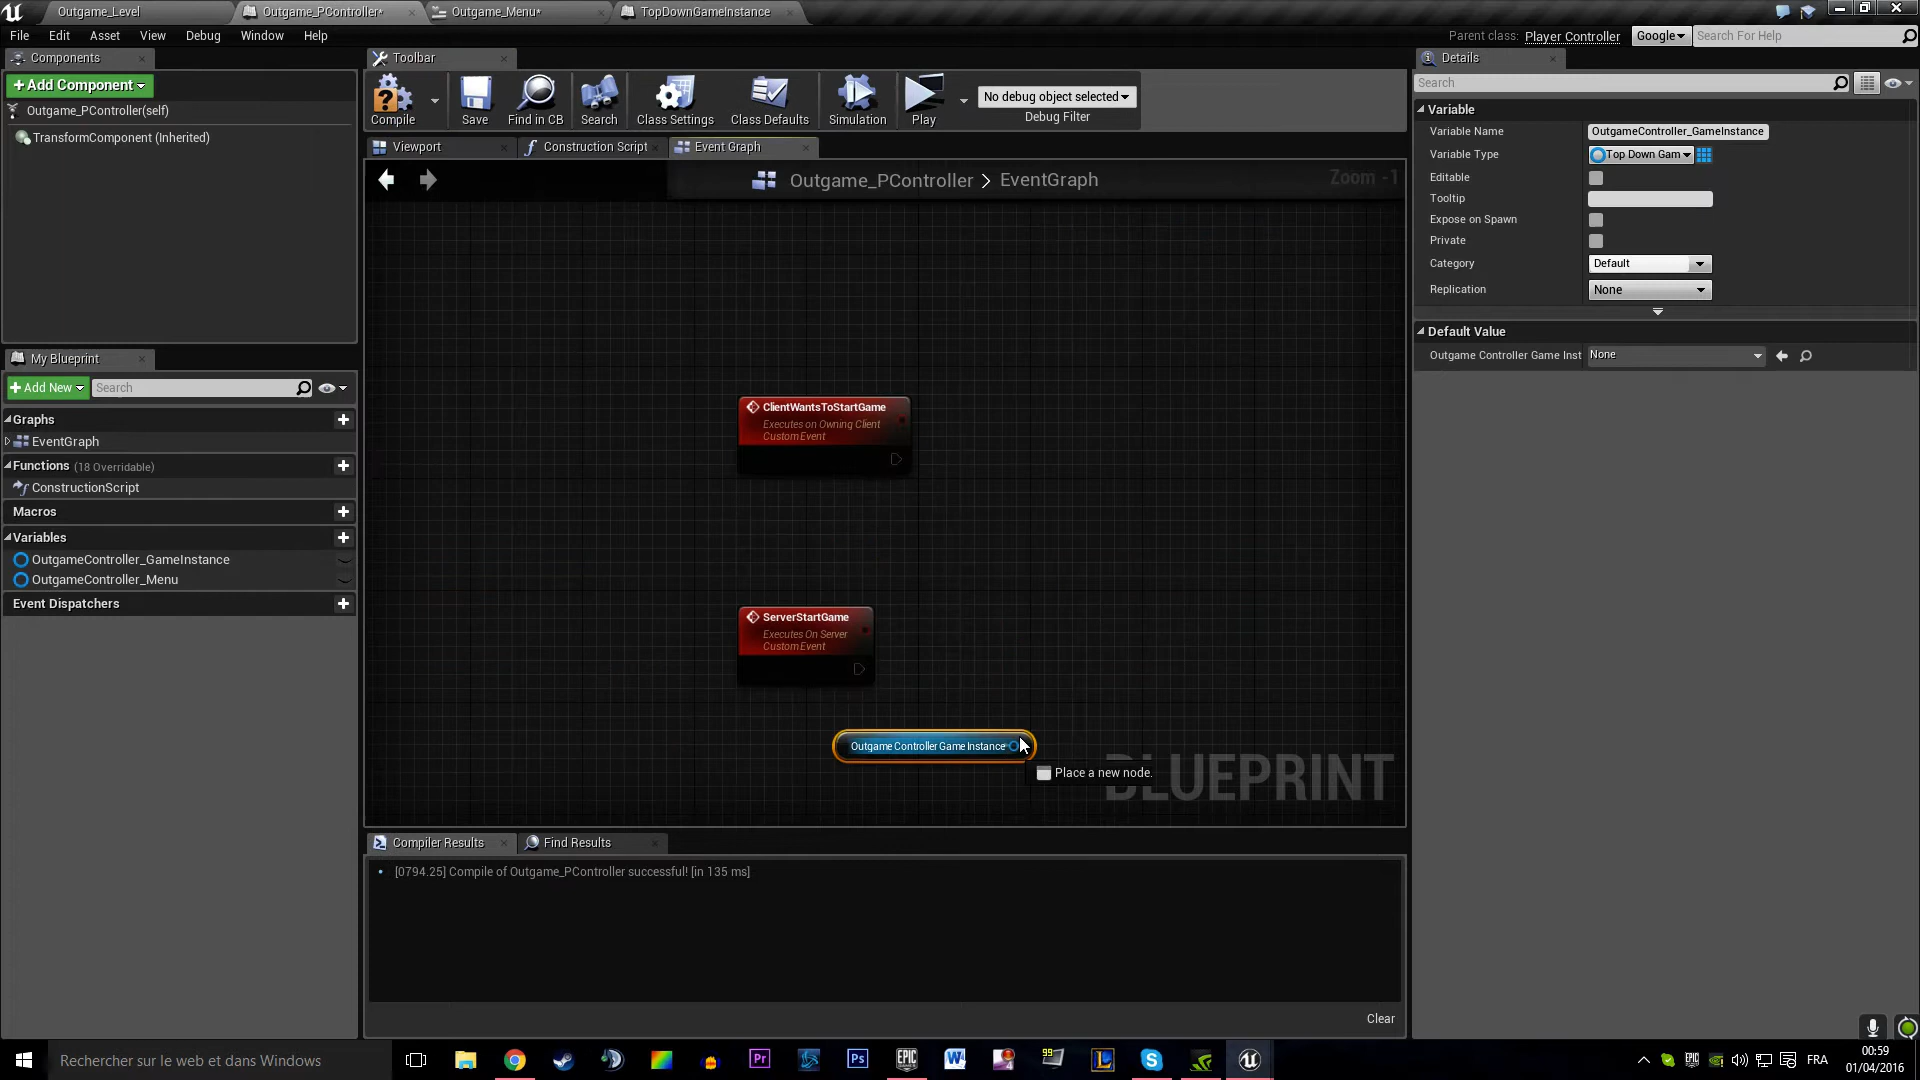 Outgame_Level
Outgame_PController*
Outgame_Menu*
TopDownGameInstance
File Edit Asset View Debug Window Help
Parent class: Player Controller
Google
Search For Help
Components
Add Component
Outgame_PController(self)
TransformComponent (Inherited)
My Blueprint
Add New
Search
Graphs
EventGraph
Functions (18 Overridable)
ConstructionScript
Macros
Variables
OutgameController_GameInstance
OutgameController_Menu
Event Dispatchers
Toolbar
Compile
Save
Find in CB
Search
Class Settings
Class Defaults
Simulation
Play
No debug object selected
Debug Filter
Viewport
Construction Script
Event Graph
Outgame_PController > EventGraph
Zoom -1
ClientWantsToStartGame
Executes on Owning Client
Custom Event
ServerStartGame
Executes On Server
Custom Event
Outgame Controller Game Instance
Place a new node.
BLUEPRINT
Compiler Results
Find Results
[0794.25] Compile of Outgame_PController successful! [in 135 ms]
Clear
Details
Search
Variable
Variable Name OutgameController_GameInstance
Variable Type Top Down Gam
Editable
Tooltip
Expose on Spawn
Private
Category Default
Replication None
Default Value
Outgame Controller Game Inst None
Rechercher sur le web et dans Windows
Pr
Ps
EPIC
W
99
L
FRA
00:59
01/04/2016